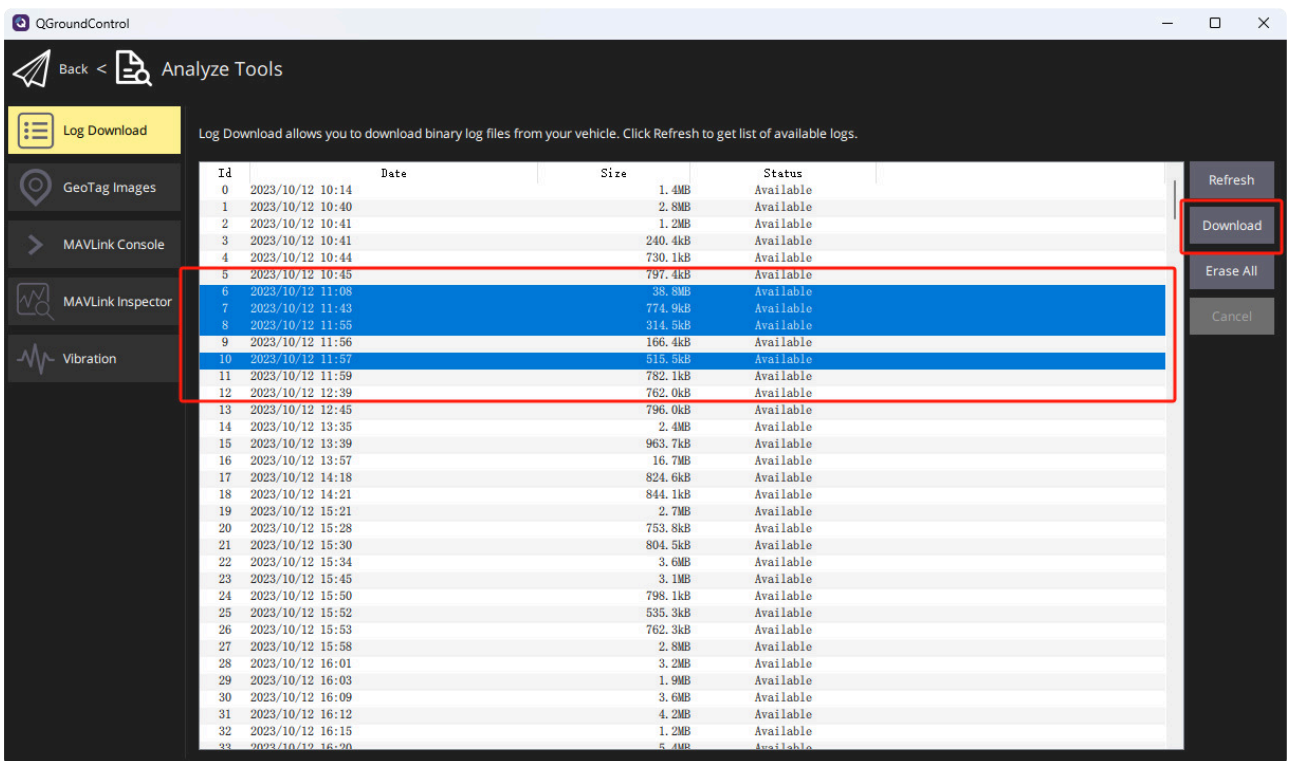 QGroundControl
Back < Analyze Tools
Log Download
GeoTag Images
MAVLink Console
MAVLink Inspector
Vibration
Log Download allows you to download binary log files from your vehicle. Click Refresh to get list of available logs.
Id Date Size Status
0 2023/10/12 10:14 1.4MB Available
1 2023/10/12 10:40 2.8MB Available
2 2023/10/12 10:41 1.2MB Available
3 2023/10/12 10:41 240.4kB Available
4 2023/10/12 10:44 730.1kB Available
5 2023/10/12 10:45 797.4kB Available
6 2023/10/12 11:08 38.8MB Available
7 2023/10/12 11:43 774.9kB Available
8 2023/10/12 11:55 314.5kB Available
9 2023/10/12 11:56 166.4kB Available
10 2023/10/12 11:57 515.5kB Available
11 2023/10/12 11:59 782.1kB Available
12 2023/10/12 12:39 762.0kB Available
13 2023/10/12 12:45 796.0kB Available
14 2023/10/12 13:35 2.4MB Available
15 2023/10/12 13:39 963.7kB Available
16 2023/10/12 13:57 16.7MB Available
17 2023/10/12 14:18 824.6kB Available
18 2023/10/12 14:21 844.1kB Available
19 2023/10/12 15:21 2.7MB Available
20 2023/10/12 15:28 753.8kB Available
21 2023/10/12 15:30 804.5kB Available
22 2023/10/12 15:34 3.6MB Available
23 2023/10/12 15:45 3.1MB Available
24 2023/10/12 15:50 798.1kB Available
25 2023/10/12 15:52 535.3kB Available
26 2023/10/12 15:53 762.3kB Available
27 2023/10/12 15:58 2.8MB Available
28 2023/10/12 16:01 3.2MB Available
29 2023/10/12 16:03 1.9MB Available
30 2023/10/12 16:09 3.6MB Available
31 2023/10/12 16:12 4.2MB Available
32 2023/10/12 16:15 1.2MB Available
33 2023/10/12 16:20 5.4MB Available
Refresh
Download
Erase All
Cancel